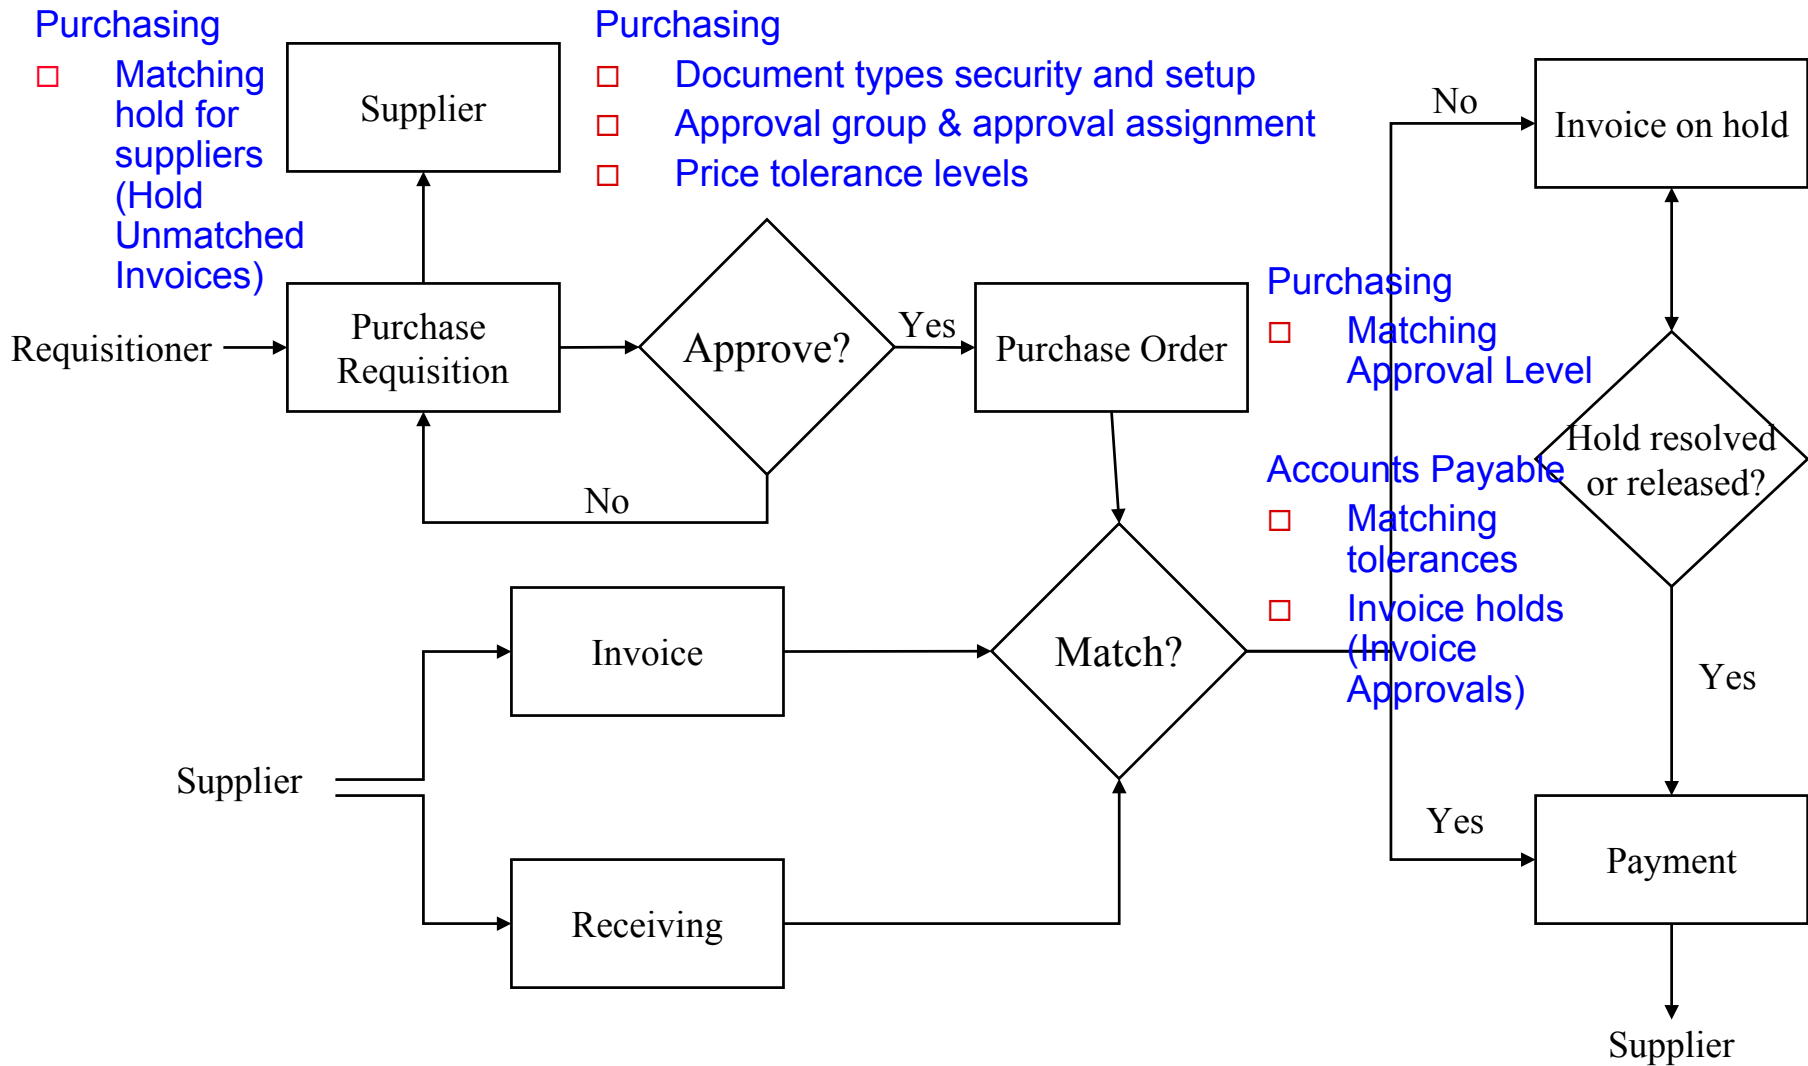 Purchasing
□ Matching
hold for
suppliers
(Hold
Unmatched
Invoices)
Supplier
Purchasing
□ Document types security and setup
□ Approval group & approval assignment
□ Price tolerance levels
No
Invoice on hold
Requisitioner
Purchase
Requisition
Approve?
Yes
Purchase Order
No
Purchasing
□ Matching
Approval Level
Hold resolved
or released?
Accounts Payable
□ Matching
tolerances
□ Invoice holds
(Invoice
Approvals)
Invoice
Match?
Yes
Supplier
Yes
Payment
Receiving
Supplier